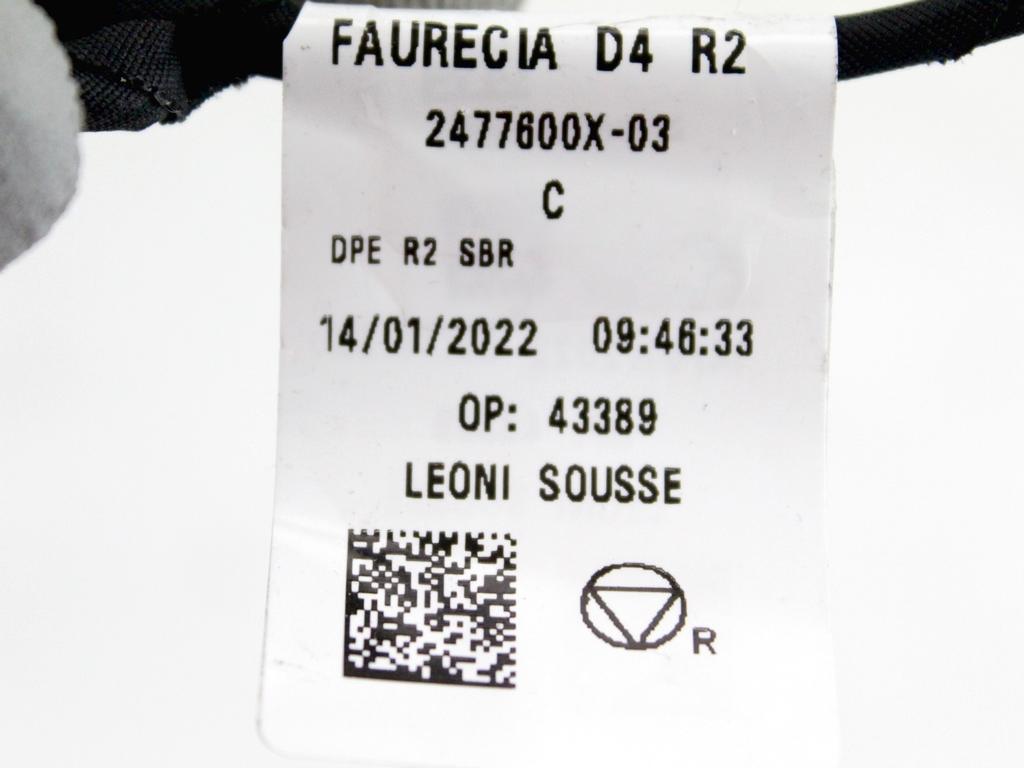 FAURECIA D4 R2
2477600X-03
C
DPE R2 SBR
14/01/2022 09:46:33
OP: 43389
LEONI SOUSSE
R